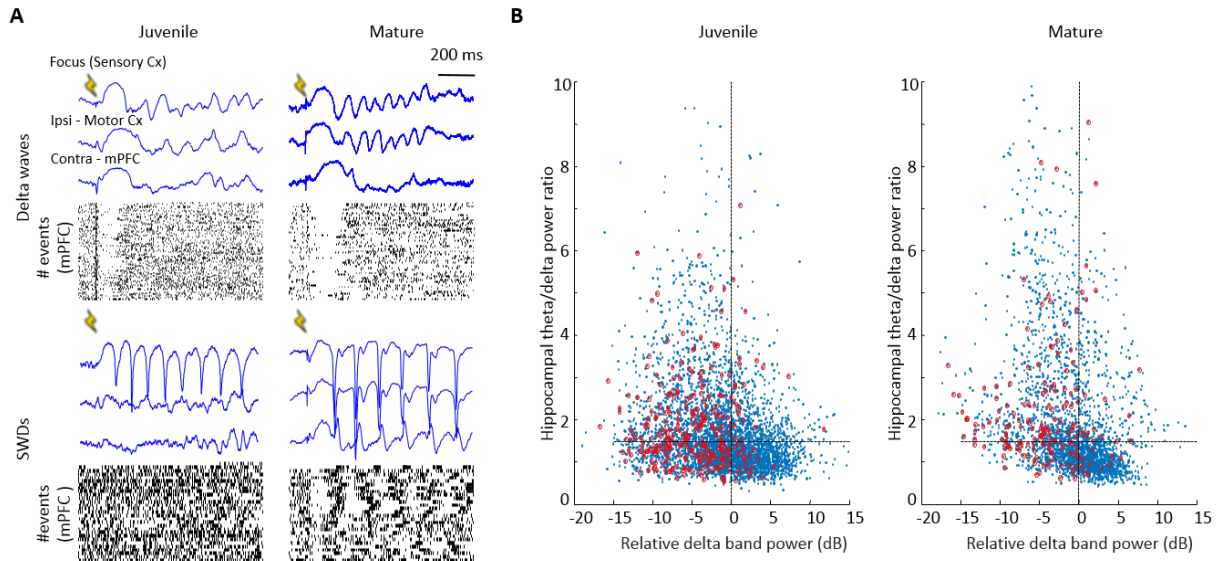 A
Juvenile
Mature
200 ms
Focus (Sensory Cx)
Ipsi - Motor Cx
Contra - mPFC
Delta waves
# events
(mPFC)
SWDs
#events
(mPFC)
B
Juvenile
Mature
Hippocampal theta/delta power ratio
10
8
6
4
2
0
-20
-15
-10
-5
0
5
10
15
Relative delta band power (dB)
Hippocampal theta/delta power ratio
10
8
6
4
2
0
-20
-15
-10
-5
0
5
10
15
Relative delta band power (dB)